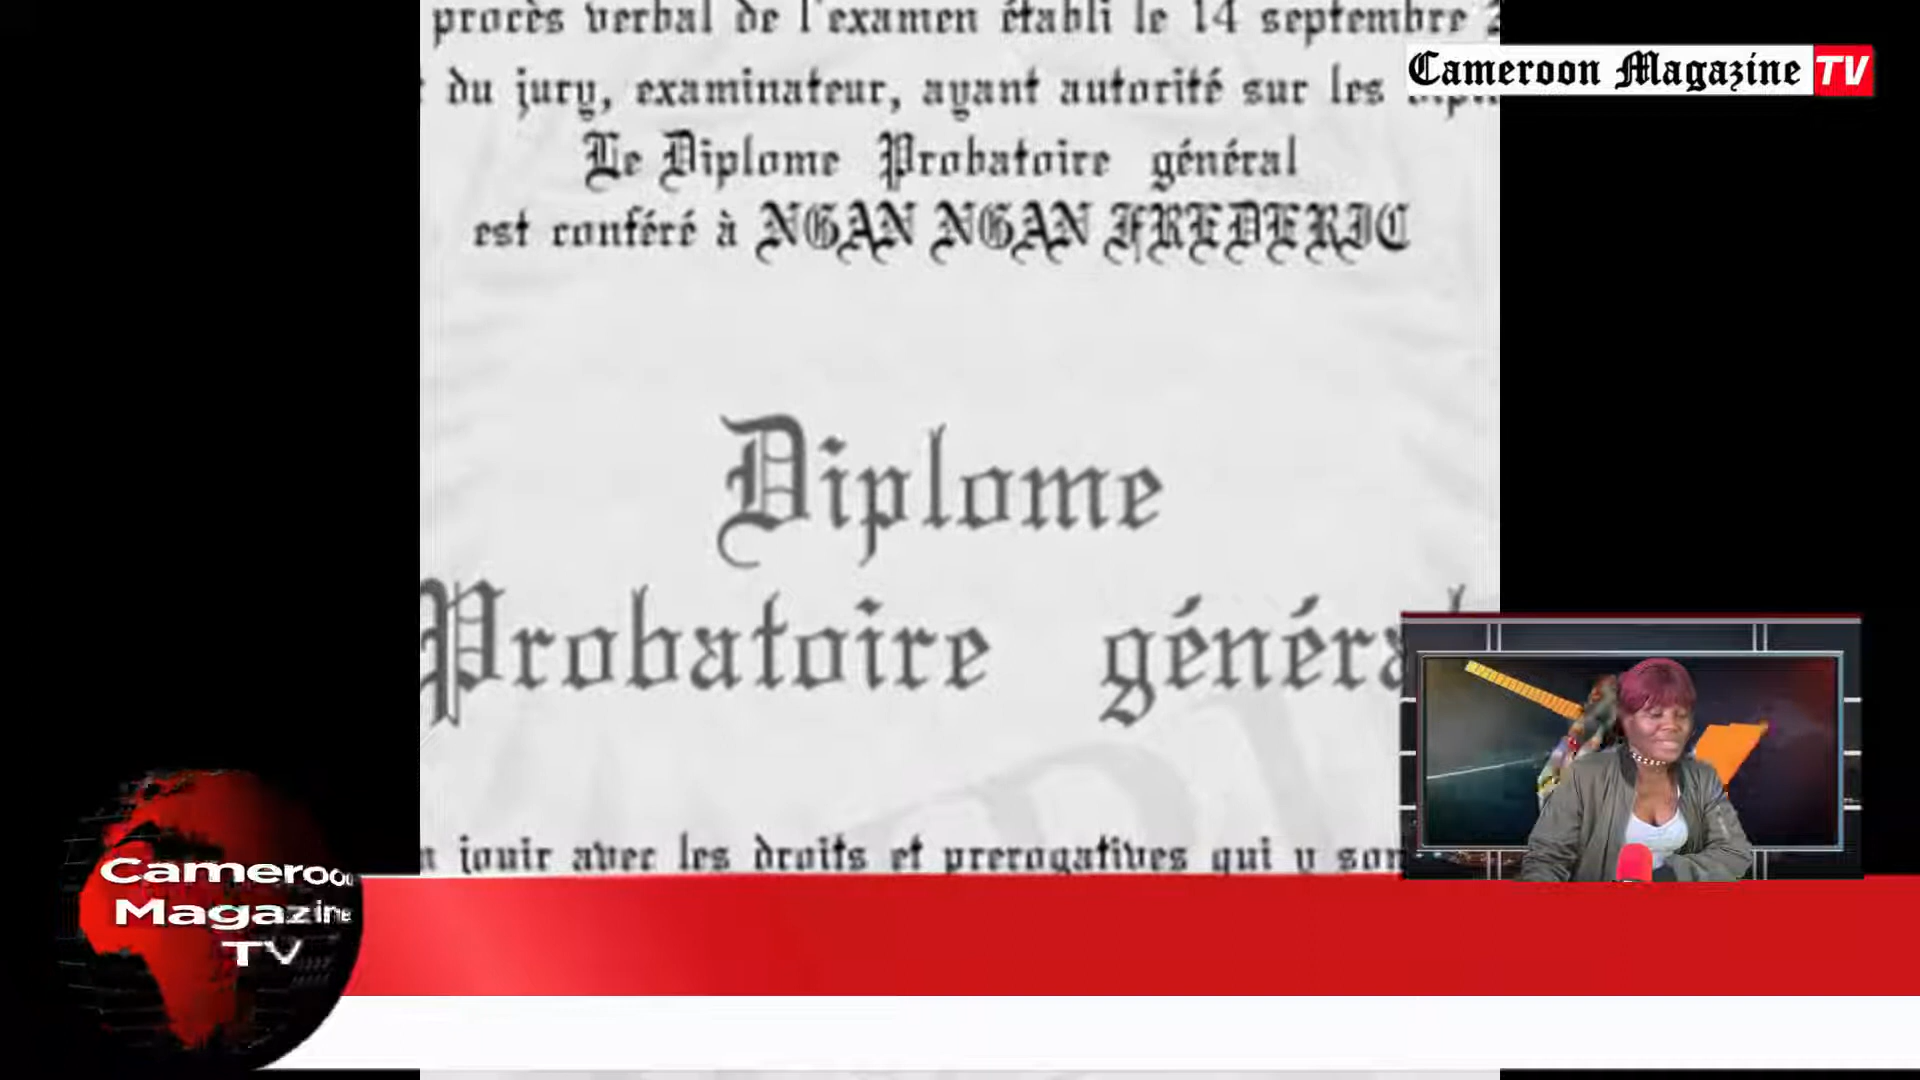 procès verbal de l'examen établi le 14 septembre
du jury, examinateur, ayant autorité sur les
Cameroon Magazine TV
Le Diplome Probatoire général
est conféré à NGAN NGAN FREDERIC
Diplome
Probatoire généra
jouir avec les droits et prerogatives qui y son
Cameroon
Magazine
TV